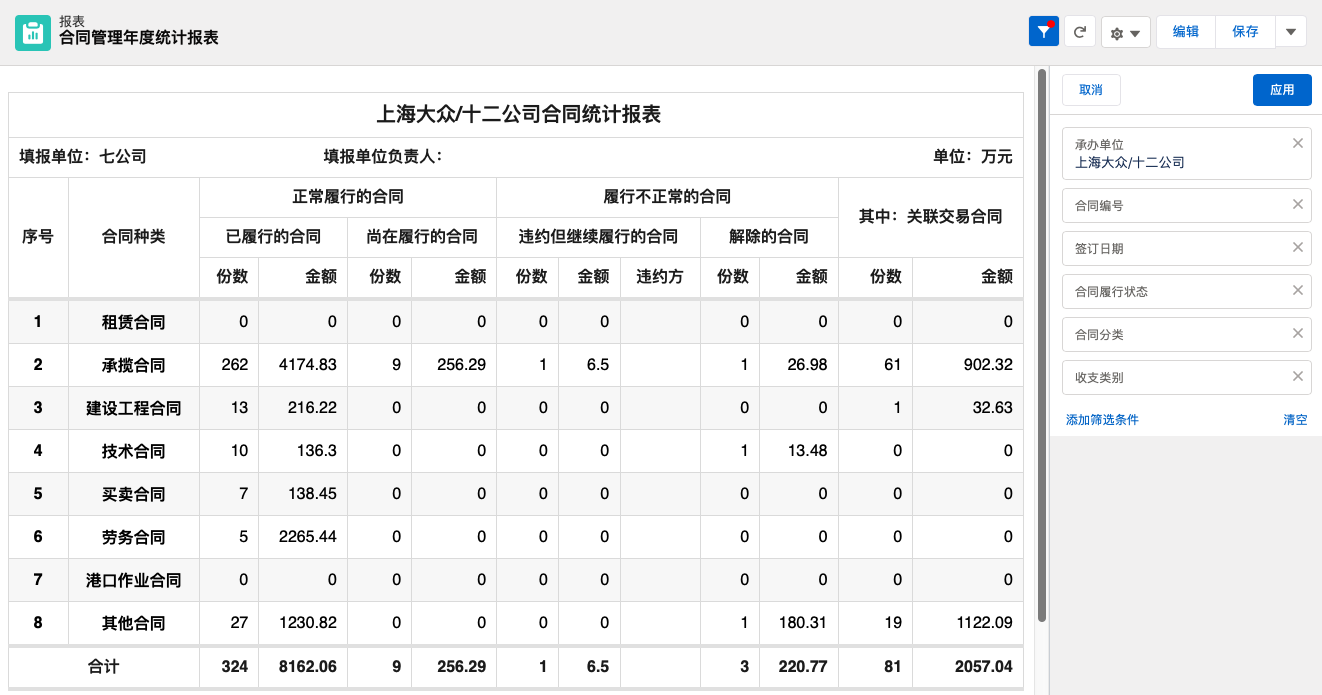 报表
合同管理年度统计报表
编辑 保存
取消 应用
上海大众/十二公司合同统计报表
填报单位：七公司 填报单位负责人： 单位：万元
序号 合同种类 正常履行的合同 履行不正常的合同 其中：关联交易合同
已履行的合同 尚在履行的合同 违约但继续履行的合同 解除的合同
份数 金额 份数 金额 份数 金额 违约方 份数 金额 份数 金额
1 租赁合同 0 0 0 0 0 0 0 0 0 0
2 承揽合同 262 4174.83 9 256.29 1 6.5 1 26.98 61 902.32
3 建设工程合同 13 216.22 0 0 0 0 0 0 1 32.63
4 技术合同 10 136.3 0 0 0 0 1 13.48 0 0
5 买卖合同 7 138.45 0 0 0 0 0 0 0 0
6 劳务合同 5 2265.44 0 0 0 0 0 0 0 0
7 港口作业合同 0 0 0 0 0 0 0 0 0 0
8 其他合同 27 1230.82 0 0 0 0 1 180.31 19 1122.09
合计 324 8162.06 9 256.29 1 6.5 3 220.77 81 2057.04
承办单位
上海大众/十二公司
合同编号
签订日期
合同履行状态
合同分类
收支类别
添加筛选条件 清空